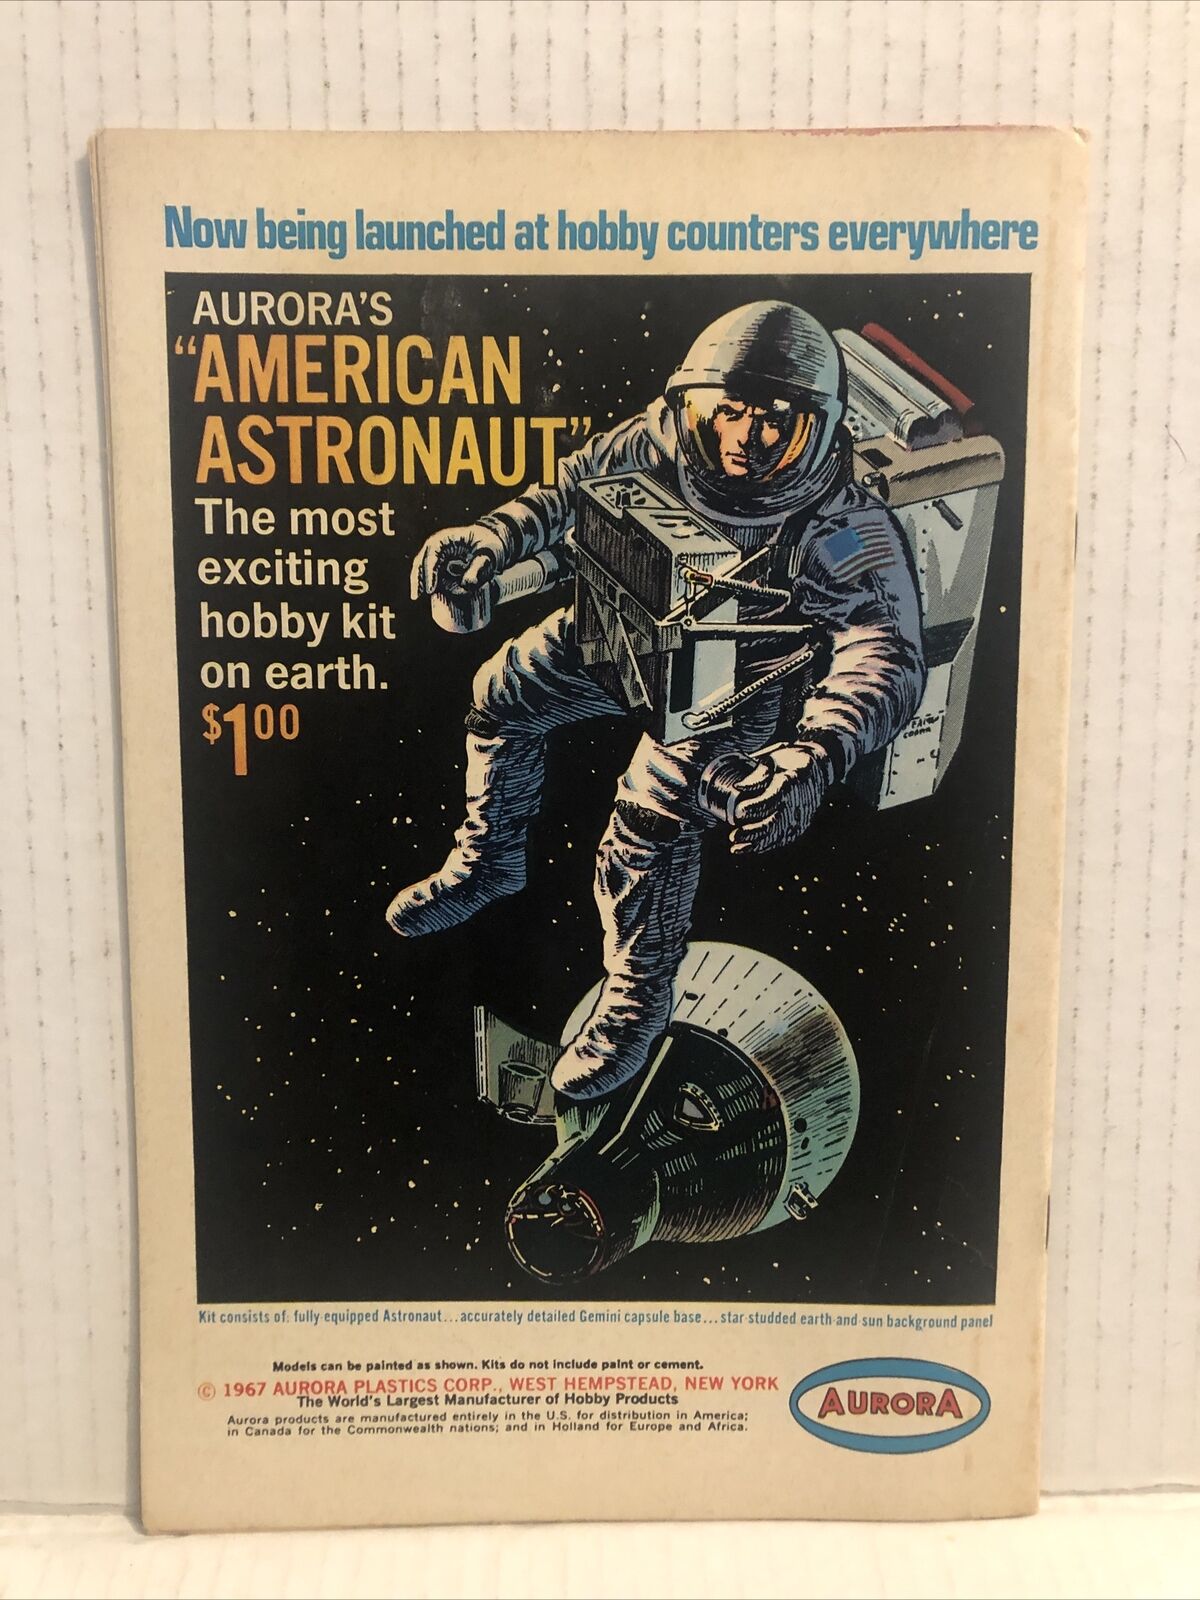 Now being launched at hobby counters everywhere
AURORA'S
"AMERICAN
ASTRONAUT"
The most
exciting
hobby kit
on earth.
$100
Kit consists of: fully-equipped Astronaut...accurately detailed Gemini capsule base...star-studded earth-and-sun background panel
Models can be painted as shown. Kits do not include paint or cement.
© 1967 AURORA PLASTICS CORP., WEST HEMPSTEAD, NEW YORK
The World's Largest Manufacturer of Hobby Products
Aurora products are manufactured entirely in the U.S. for distribution in America;
in Canada for the Commonwealth nations; and in Holland for Europe and Africa.
AURORA